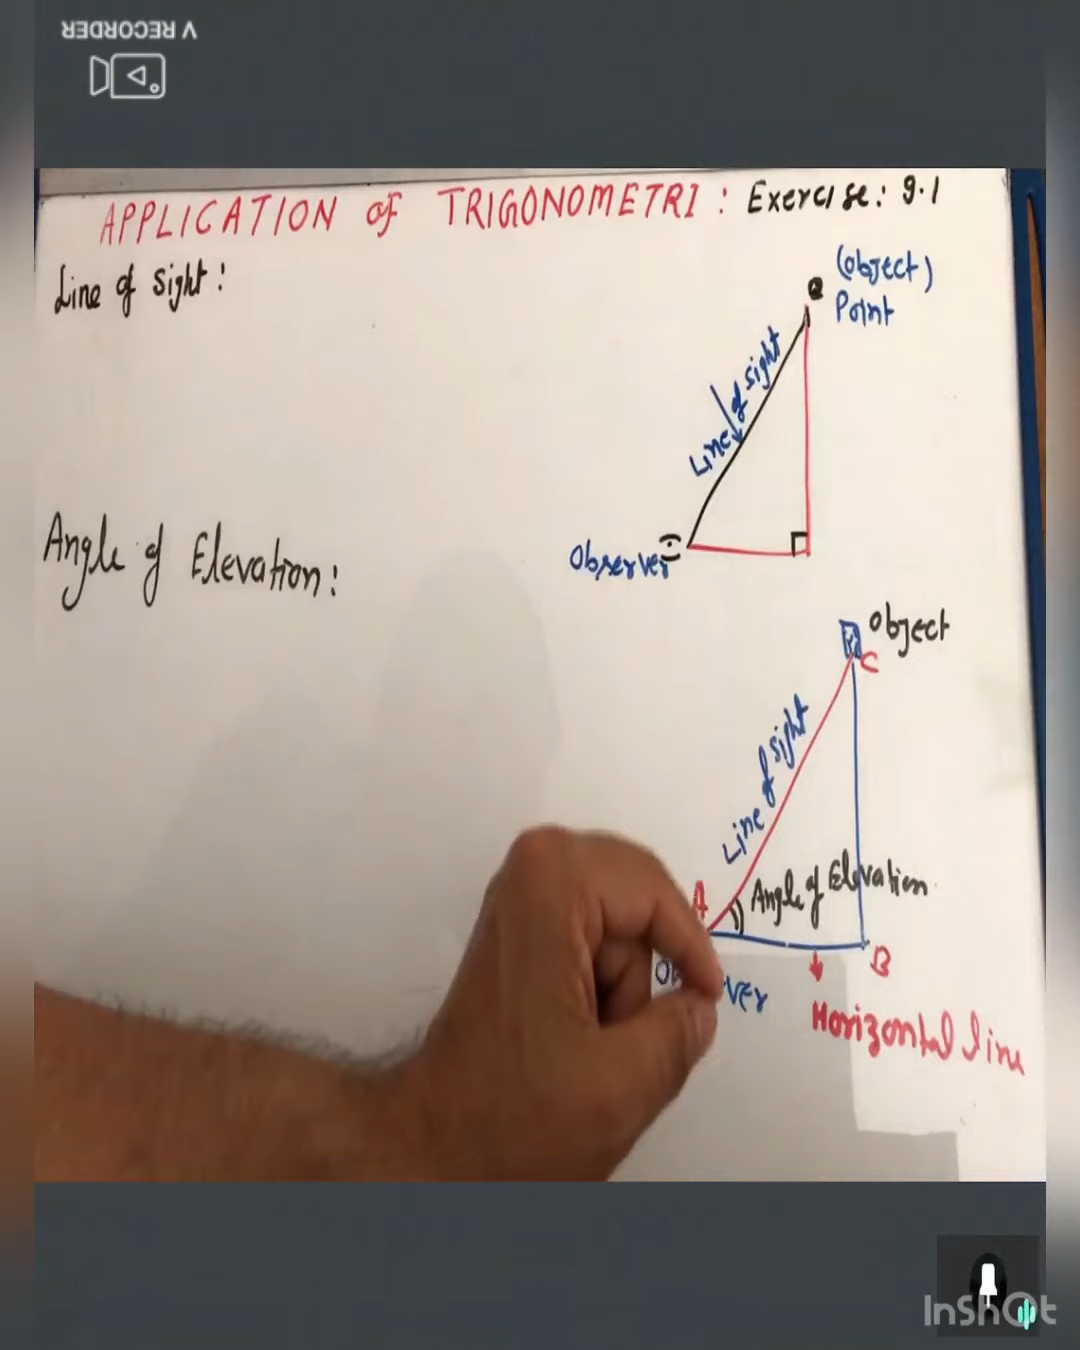 V RECORDER
APPLICATION of TRIGONOMETRI : Exercise: 9.1
Line of Sight :
(object)
Point
Line of sight
Observer
Angle of Elevation :
Object
C
Line of sight
A
Angle of Elevation
B
Horizontal line
InShOt